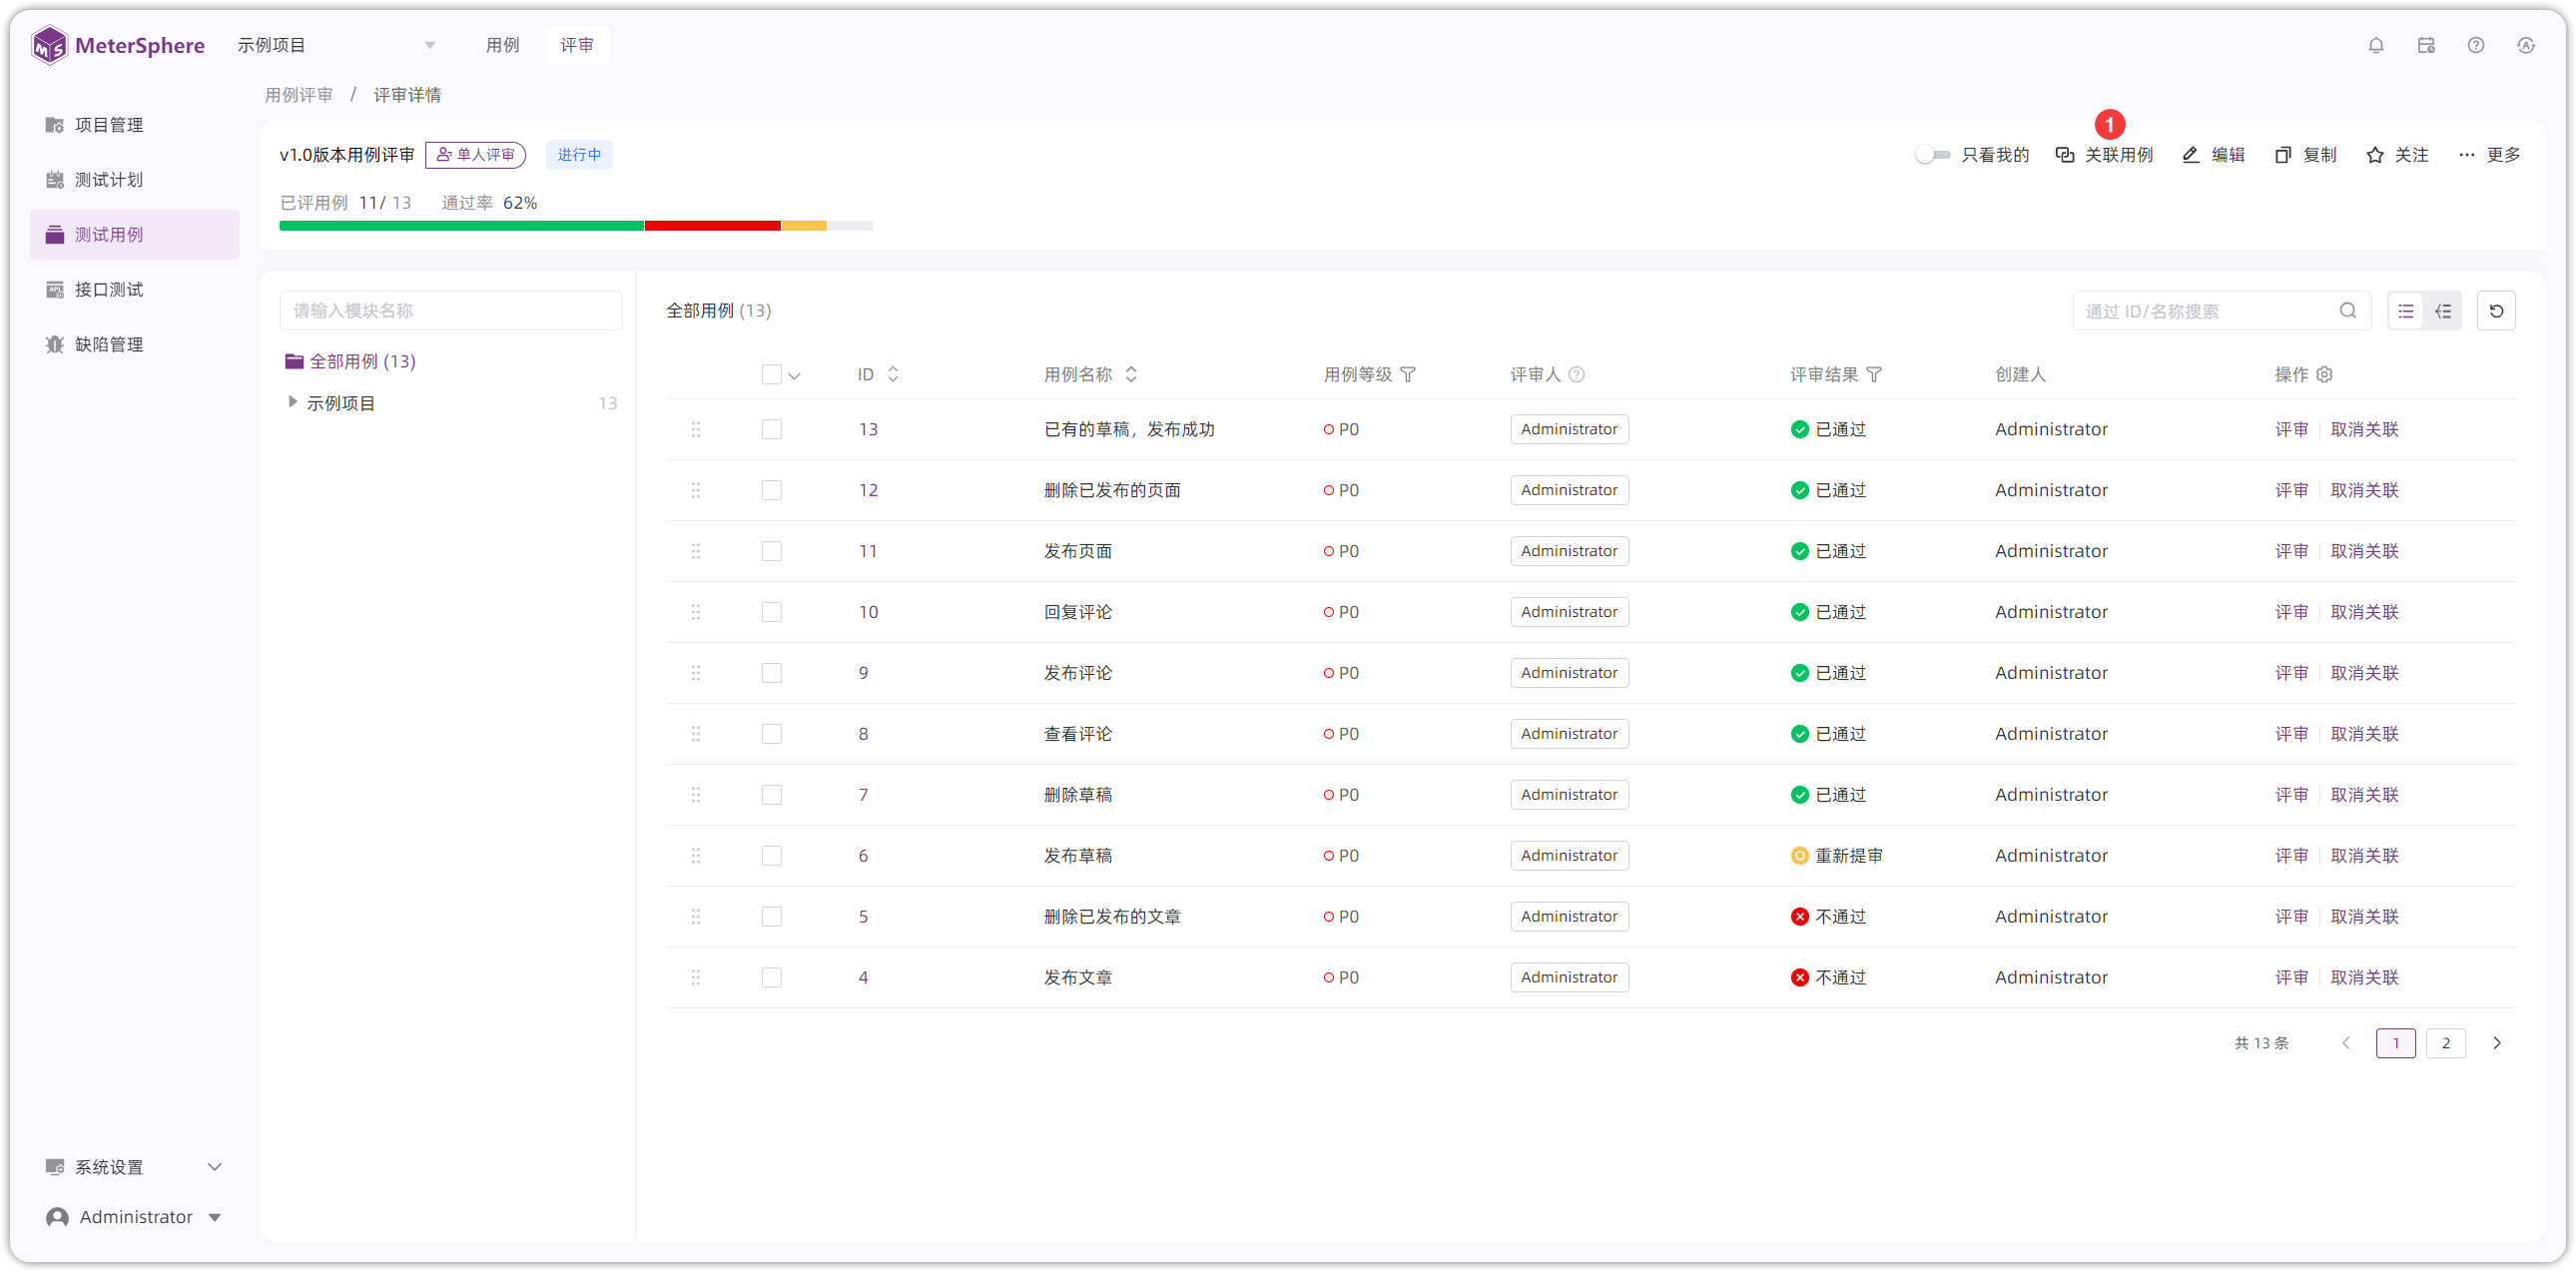 MeterSphere 示例项目 用例 评审
用例评审 / 评审详情
1
v1.0版本用例评审 单人评审 进行中 只看我的 关联用例 编辑 复制 关注 更多
已评用例 11/ 13 通过率 62%
项目管理
测试计划
测试用例
接口测试
缺陷管理
系统设置
Administrator
请输入模块名称
全部用例 (13)
示例项目 13
全部用例 (13) 通过 ID/名称搜索
ID 用例名称 用例等级 评审人 评审结果 创建人 操作
13 已有的草稿，发布成功 P0 Administrator 已通过 Administrator 评审 取消关联
12 删除已发布的页面 P0 Administrator 已通过 Administrator 评审 取消关联
11 发布页面 P0 Administrator 已通过 Administrator 评审 取消关联
10 回复评论 P0 Administrator 已通过 Administrator 评审 取消关联
9 发布评论 P0 Administrator 已通过 Administrator 评审 取消关联
8 查看评论 P0 Administrator 已通过 Administrator 评审 取消关联
7 删除草稿 P0 Administrator 已通过 Administrator 评审 取消关联
6 发布草稿 P0 Administrator 重新提审 Administrator 评审 取消关联
5 删除已发布的文章 P0 Administrator 不通过 Administrator 评审 取消关联
4 发布文章 P0 Administrator 不通过 Administrator 评审 取消关联
共 13 条 1 2